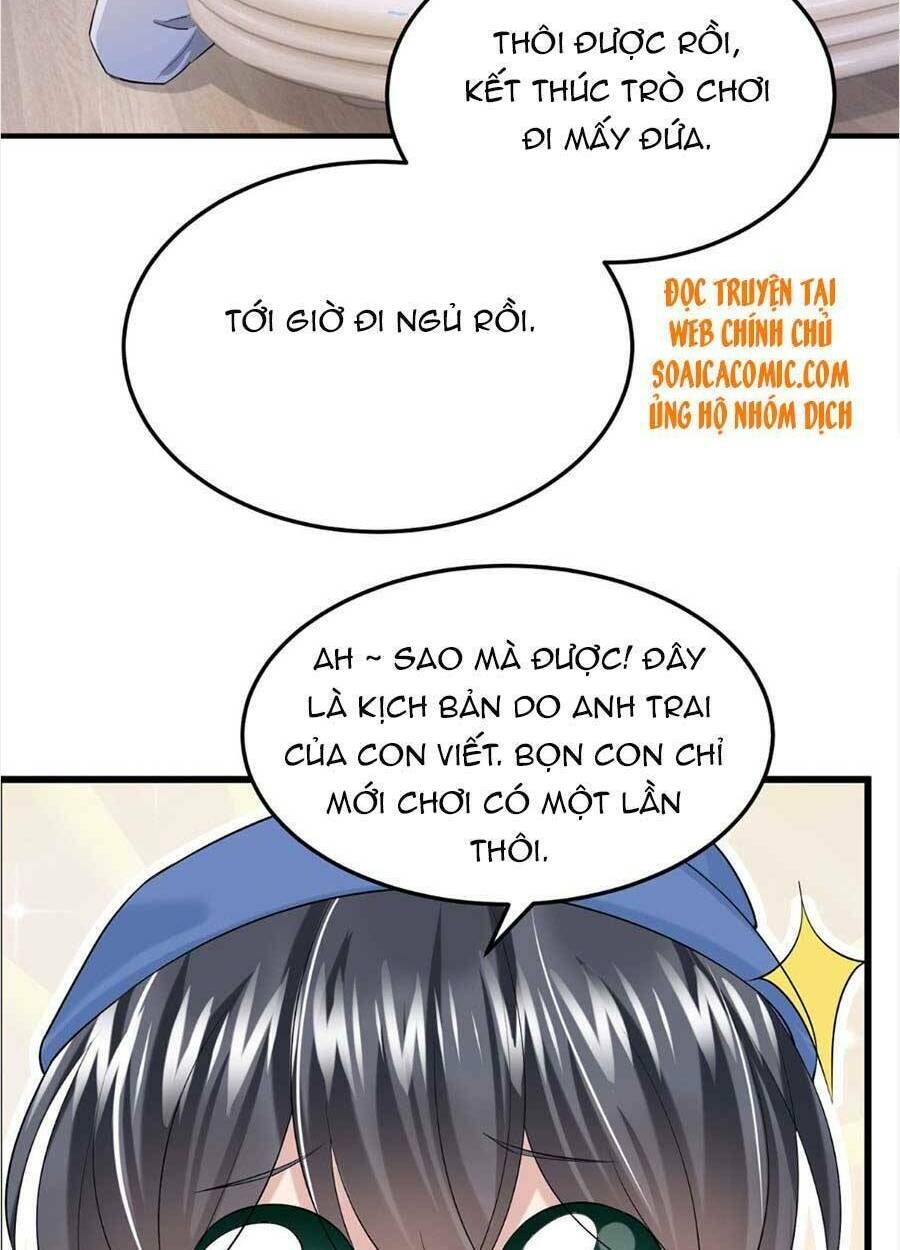 THÔI ĐƯỢC RỒI,
KẾT THÚC TRÒ CHƠI
ĐI MẤY ĐỨA.
TỚI GIỜ ĐI NGỦ RỒI.
ĐỌC TRUYỆN TẠI
WEB CHÍNH CHỦ
SOAICACOMIC.COM
ỦNG HỘ NHÓM DỊCH
AH ~ SAO MÀ ĐƯỢC! ĐÂY
LÀ KỊCH BẢN DO ANH TRAI
CỦA CON VIẾT. BỌN CON CHỈ
MỚI CHƠI CÓ MỘT LẦN
THÔI.